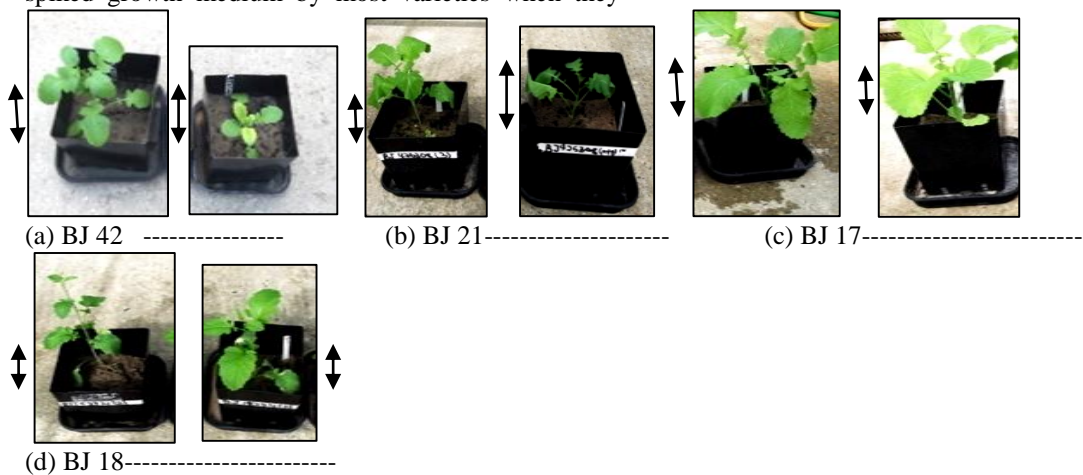 spiked growth medium by most varieties when they
(a) BJ 42 ----------------
(b) BJ 21---------------------
(c) BJ 17-------------------------
(d) BJ 18------------------------